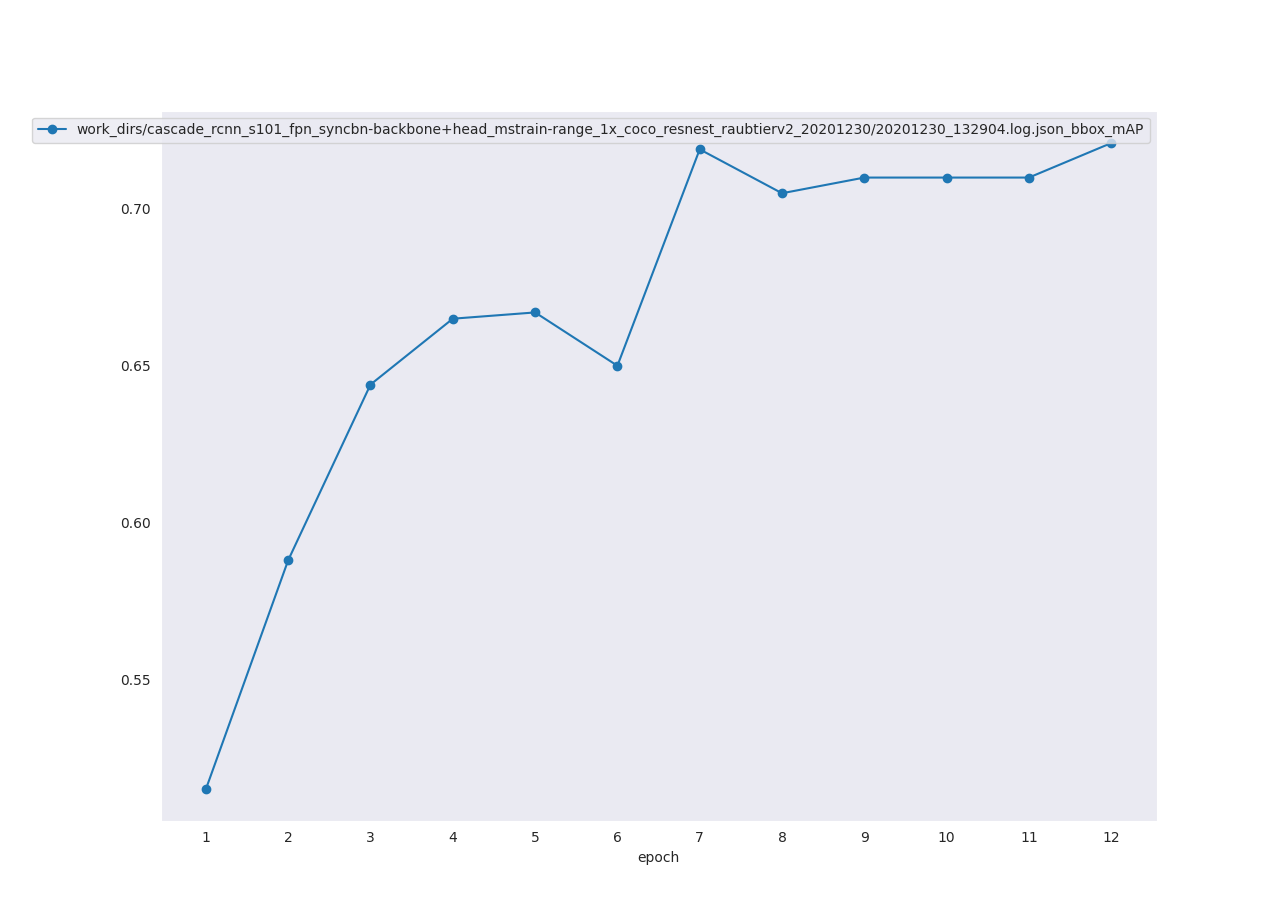 work_dirs/cascade_rcnn_s101_fpn_syncbn-backbone+head_mstrain-range_1x_coco_resnest_raubtierv2_20201230/20201230_132904.log.json_bbox_mAP
0.70
0.65
0.60
0.55
1 2 3 4 5 6 7 8 9 10 11 12
epoch